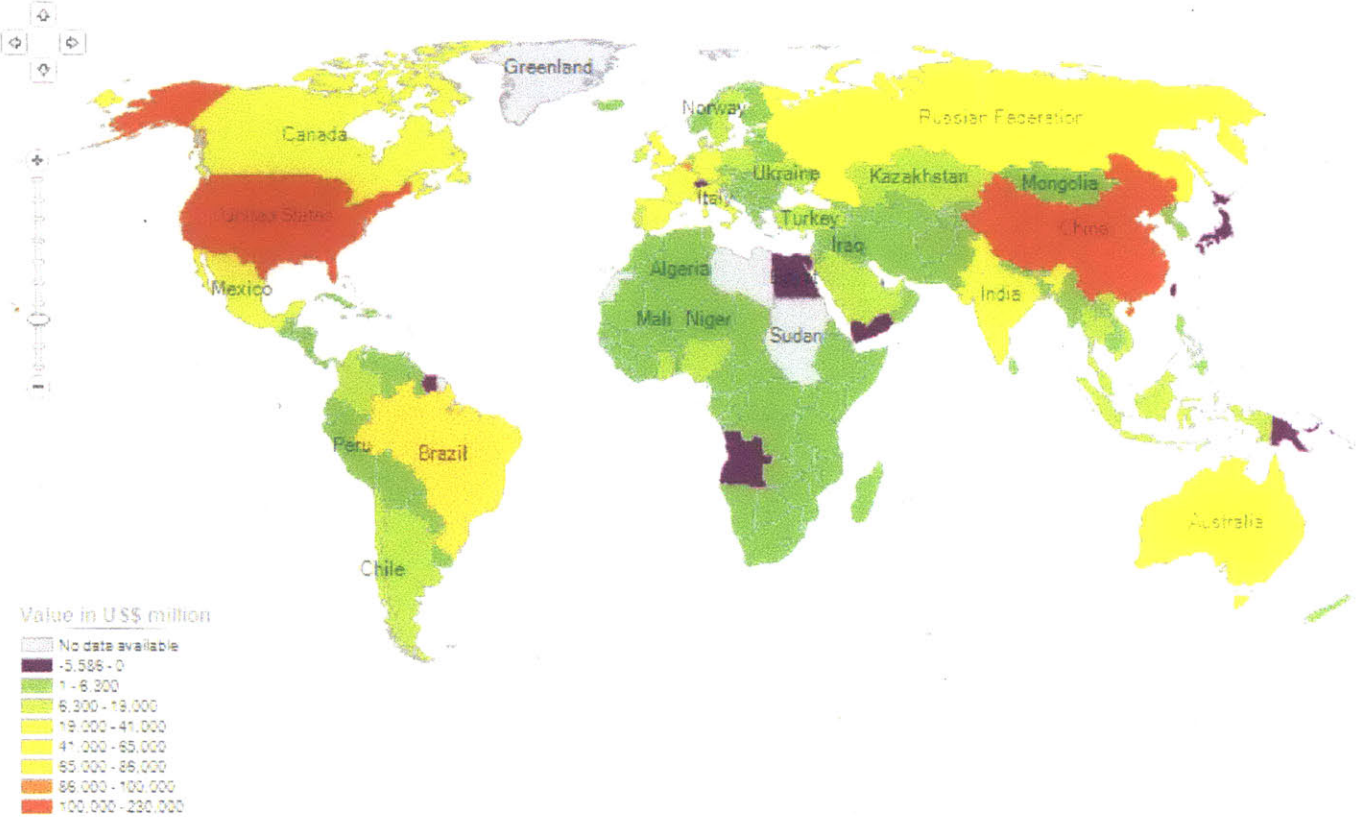 Greenland
Norway
Russian Federation
Canada
Ukraine
Kazakhstan
Mongolia
Italy
United States
Turkey
China
Iraq
Algeria
Mexico
India
Mali
Niger
Sudan
Peru
Brazil
Australia
Chile
Value in US$ million
No data available
-5,586 - 0
1 - 6,300
6,300 - 19,000
19,000 - 41,000
41,000 - 65,000
65,000 - 86,000
86,000 - 100,000
100,000 - 230,000